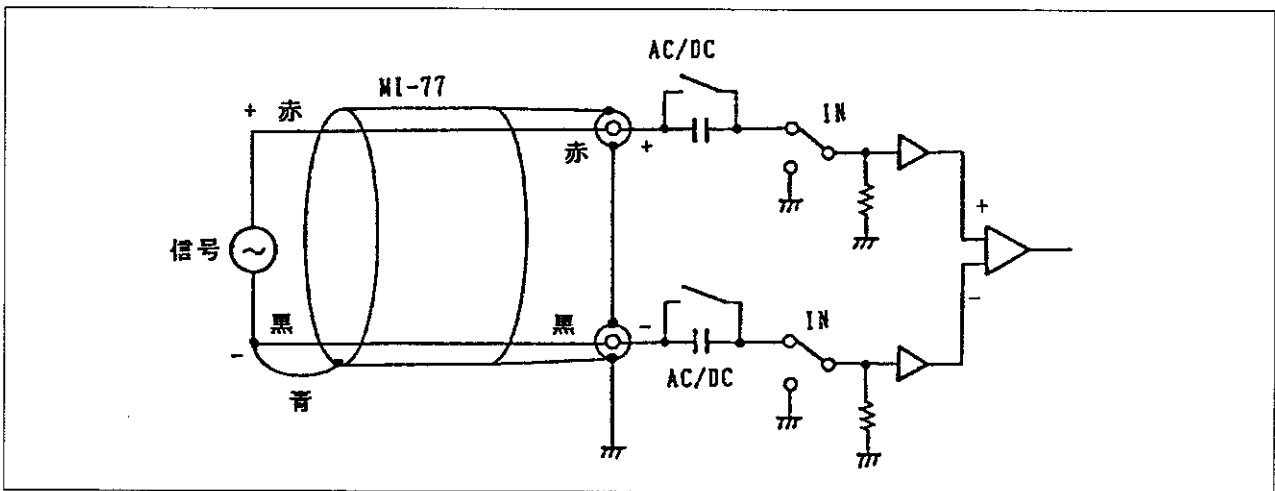 AC/DC
MI-77
+ 赤
IN
赤
+
+
信号
黒
黒
-
IN
-
-
AC/DC
青